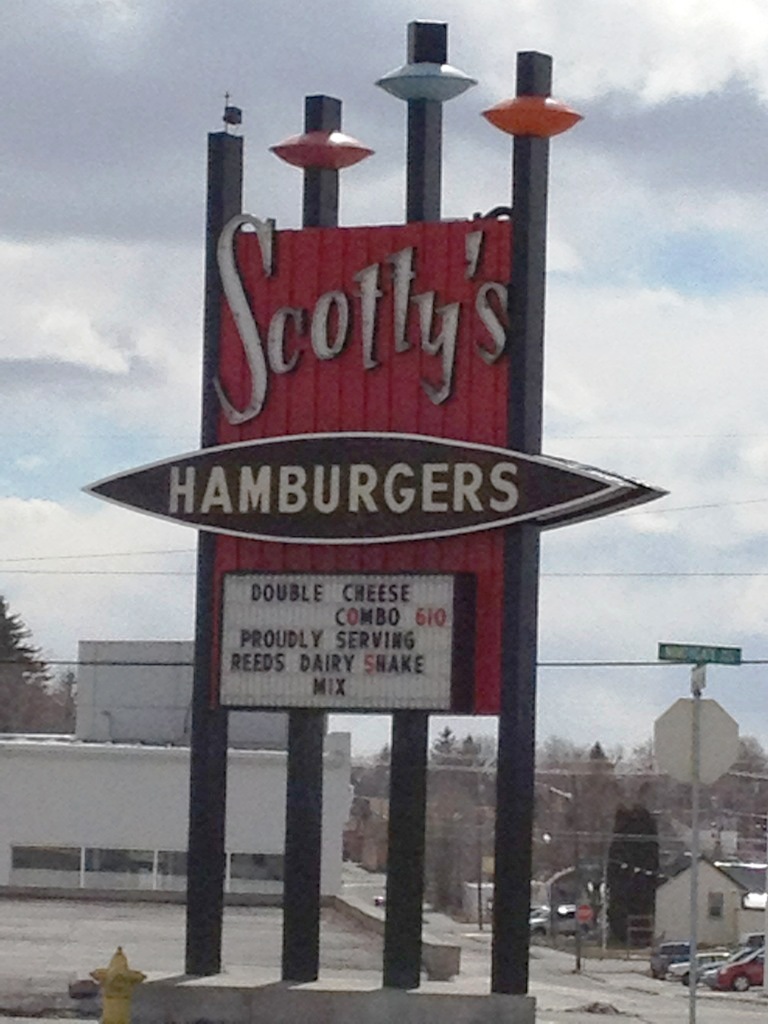 Scotty's
HAMBURGERS
DOUBLE CHEESE
COMBO 610
PROUDLY SERVING
REEDS DAIRY SHAKE
MIX